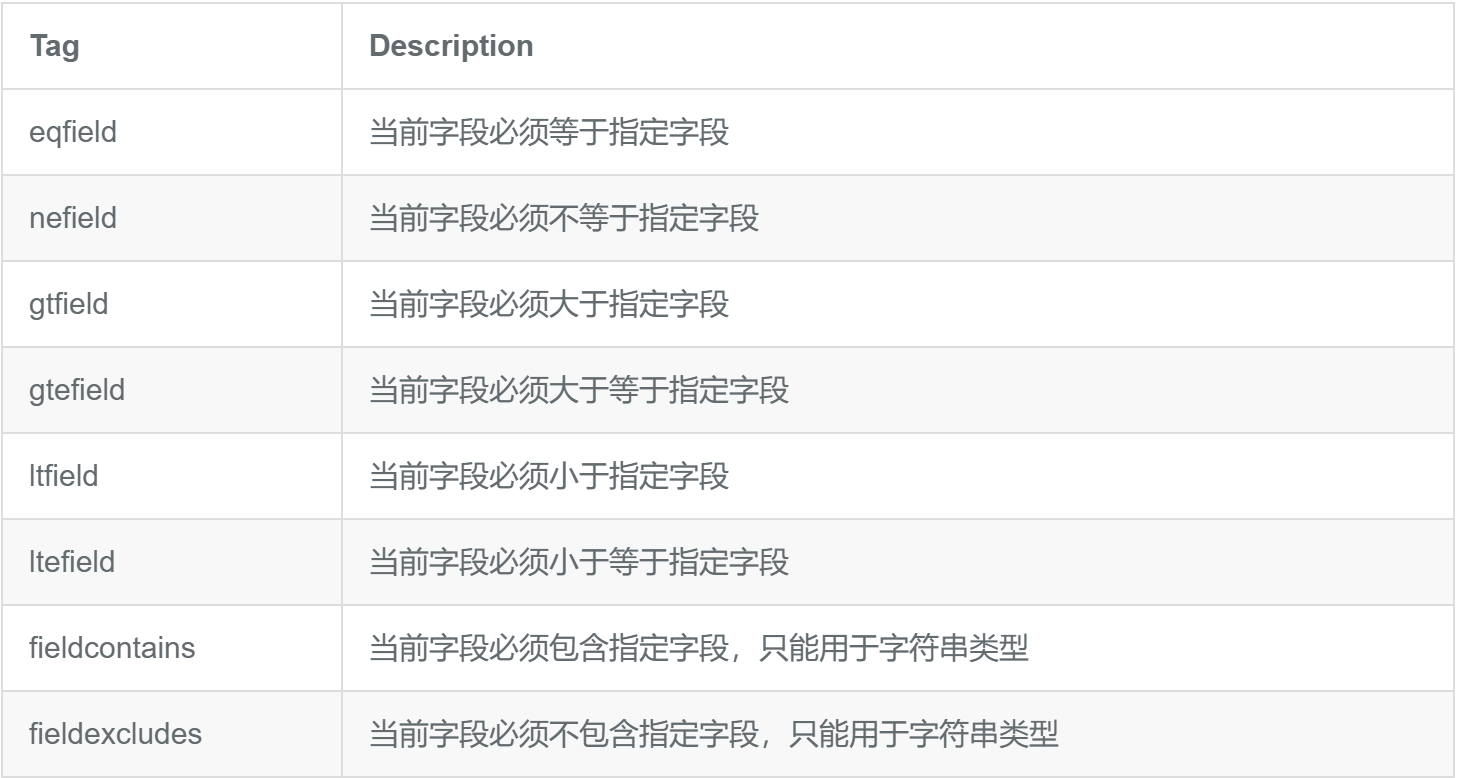 Tag Description
eqfield 当前字段必须等于指定字段
nefield 当前字段必须不等于指定字段
gtfield 当前字段必须大于指定字段
gtefield 当前字段必须大于等于指定字段
ltfield 当前字段必须小于指定字段
ltefield 当前字段必须小于等于指定字段
fieldcontains 当前字段必须包含指定字段，只能用于字符串类型
fieldexcludes 当前字段必须不包含指定字段，只能用于字符串类型